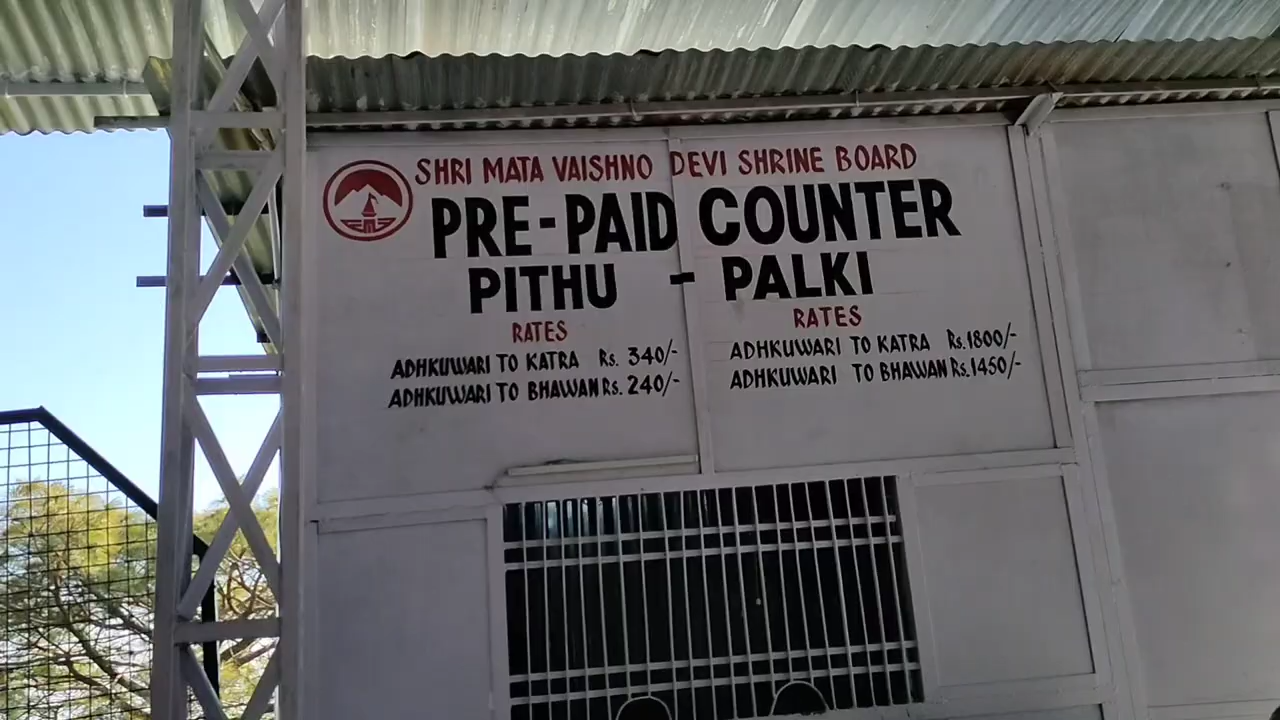 SHRI MATA VAISHNO DEVI SHRINE BOARD
PRE-PAID COUNTER
PITHU - PALKI
RATES
ADHKUWARI TO KATRA Rs. 340/-
ADHKUWARI TO BHAWAN Rs. 240/-
RATES
ADHKUWARI TO KATRA Rs.1800/-
ADHKUWARI TO BHAWAN Rs.1450/-